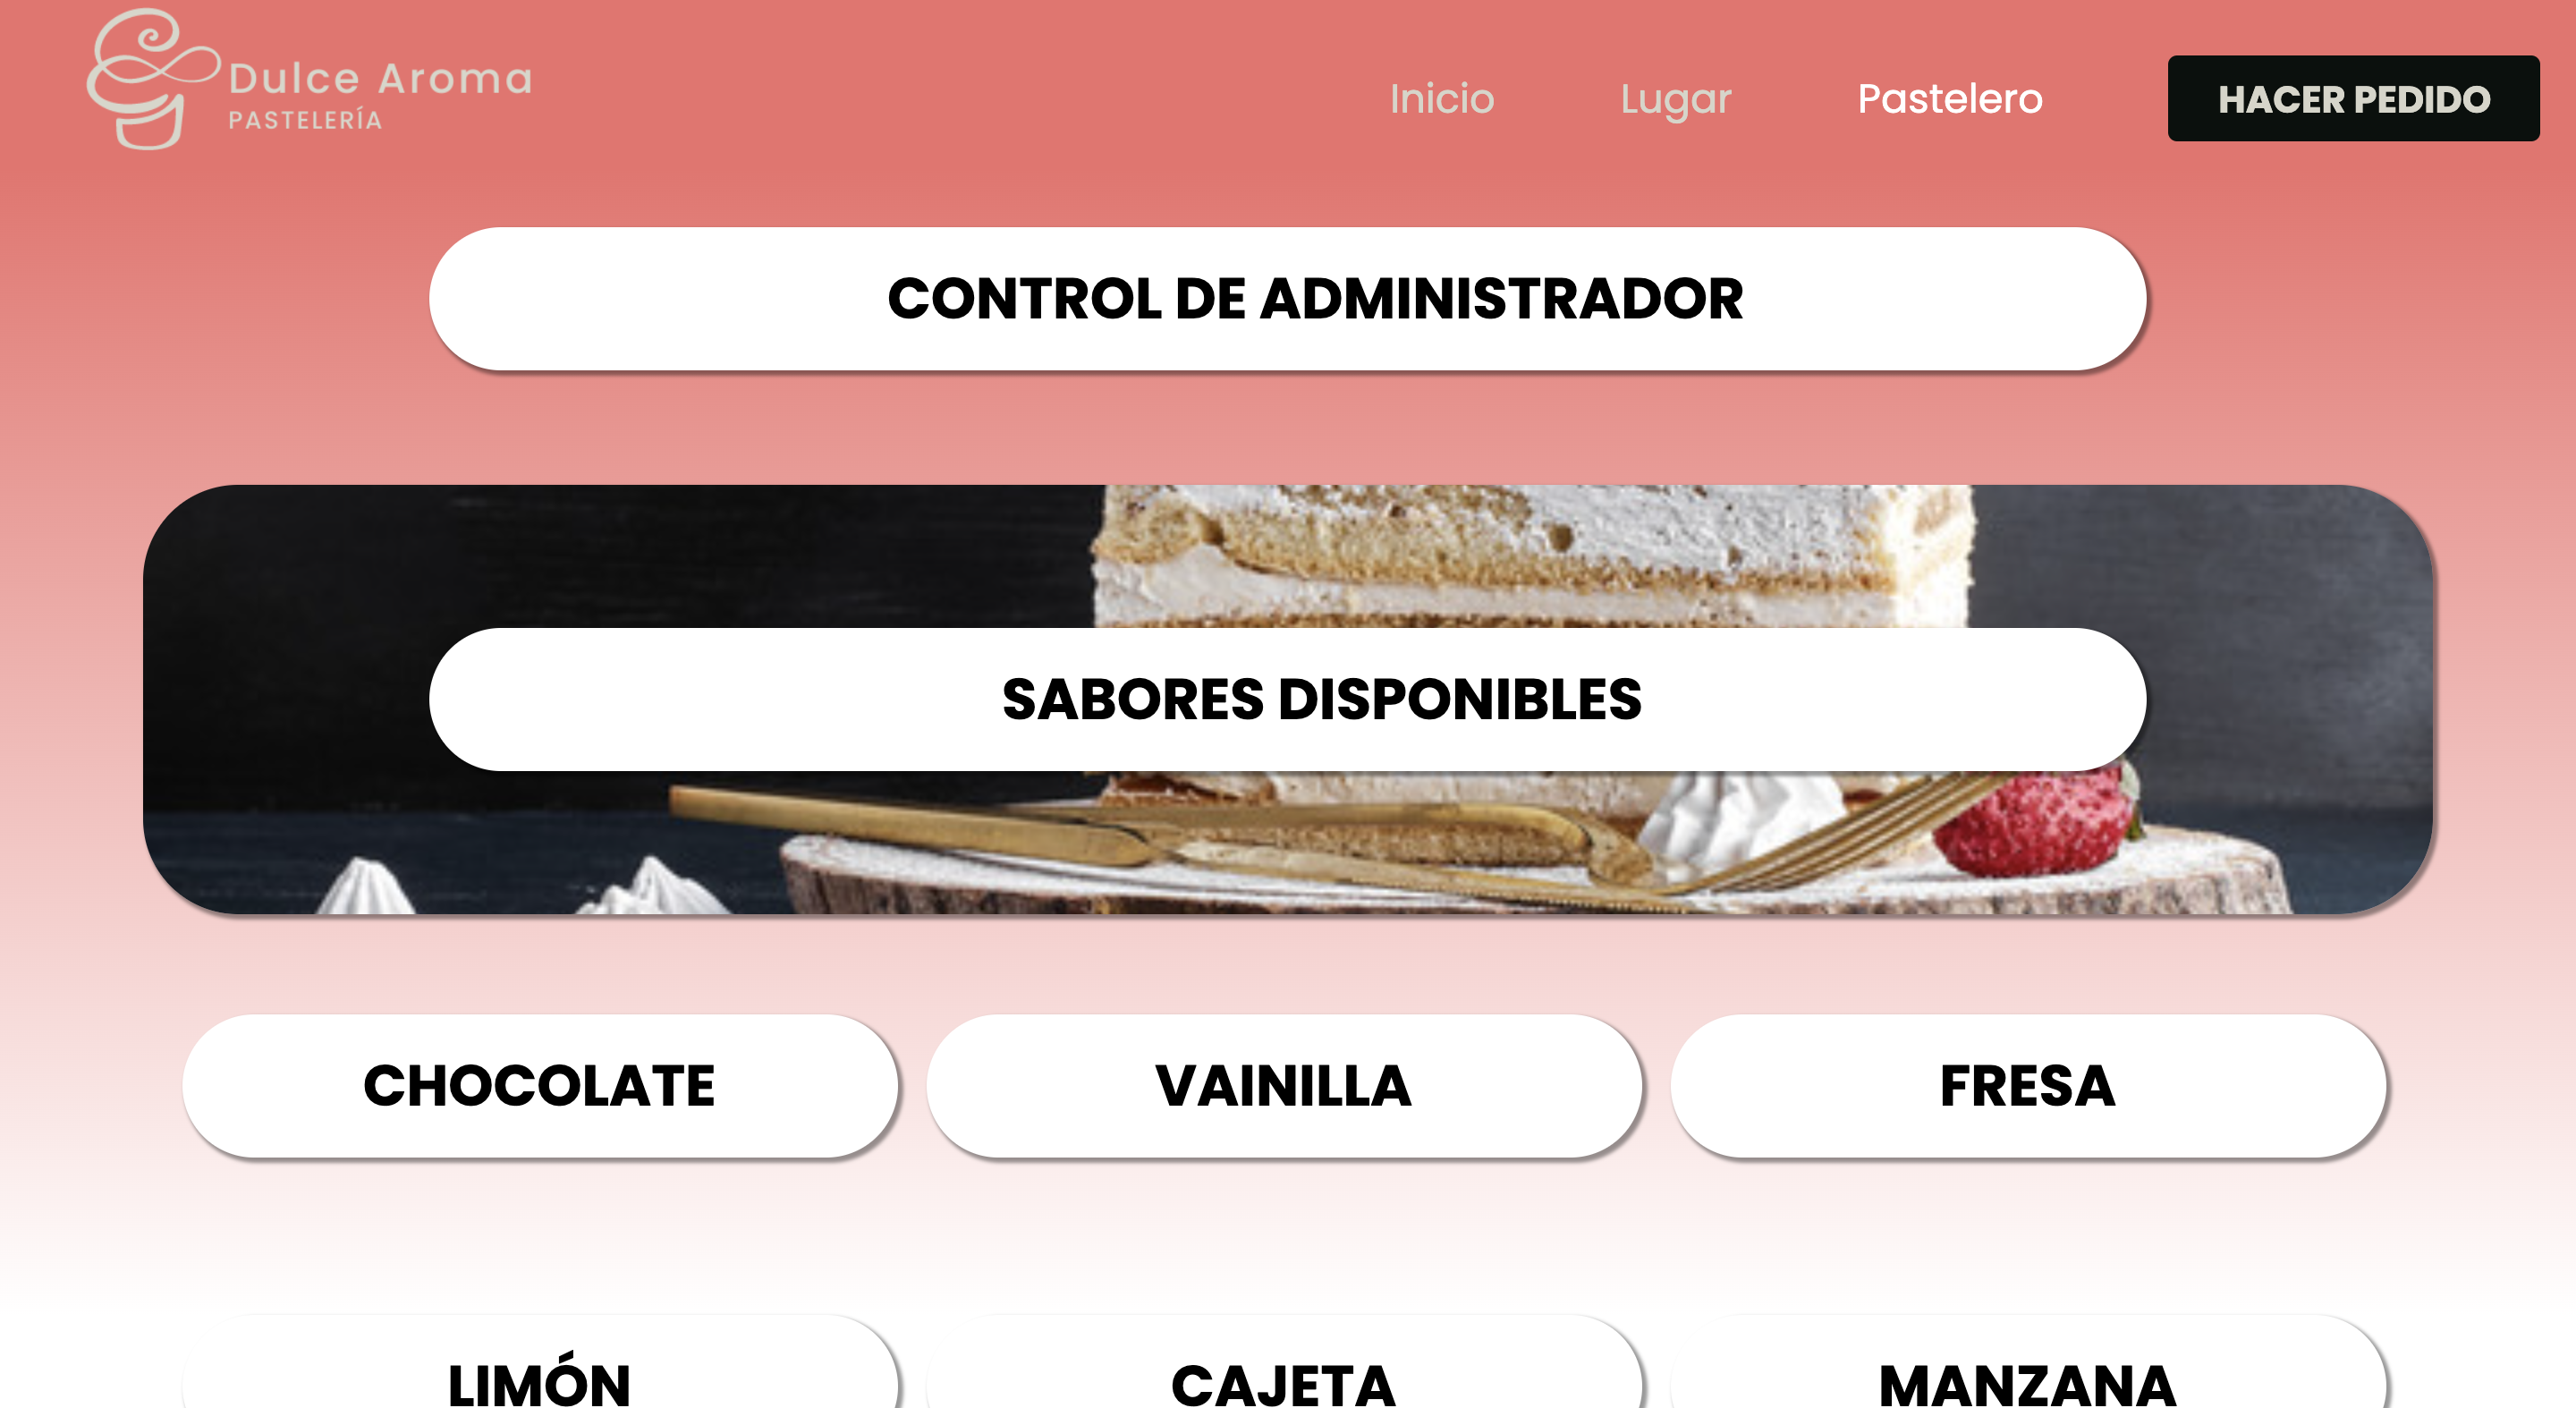 Dulce Aroma
PASTELERÍA
Inicio Lugar Pastelero HACER PEDIDO
CONTROL DE ADMINISTRADOR
SABORES DISPONIBLES
CHOCOLATE VAINILLA FRESA
LIMÓN CAJETA MANZANA